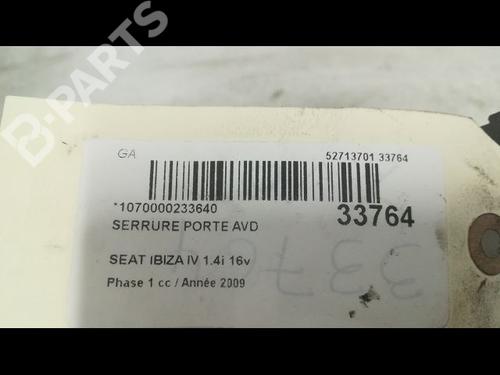 B-PARTS
GA
52713701 33764
*1070000233640
33764
SERRURE PORTE AVD
SEAT IBIZA IV 1.4i 16v
Phase 1 cc / Année 2009
33764